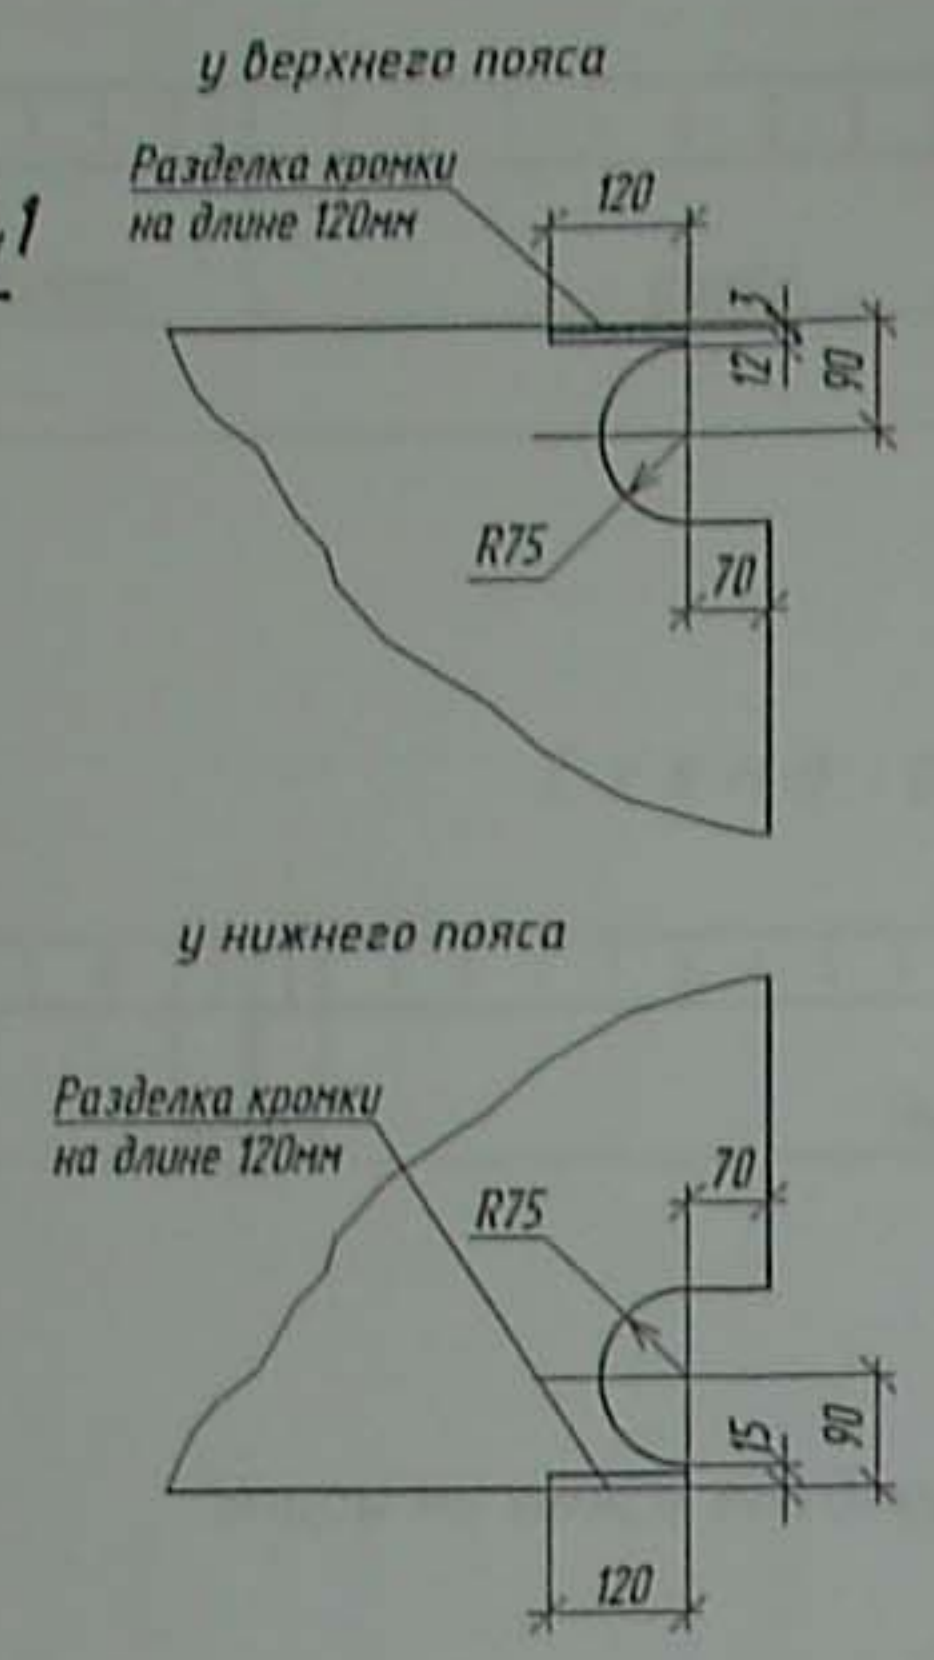 у верхнего пояса
Разделка кромки
на длине 120мм
1
120
3
12
90
R75
70
у нижнего пояса
Разделка кромки
на длине 120мм
70
R75
15
90
120